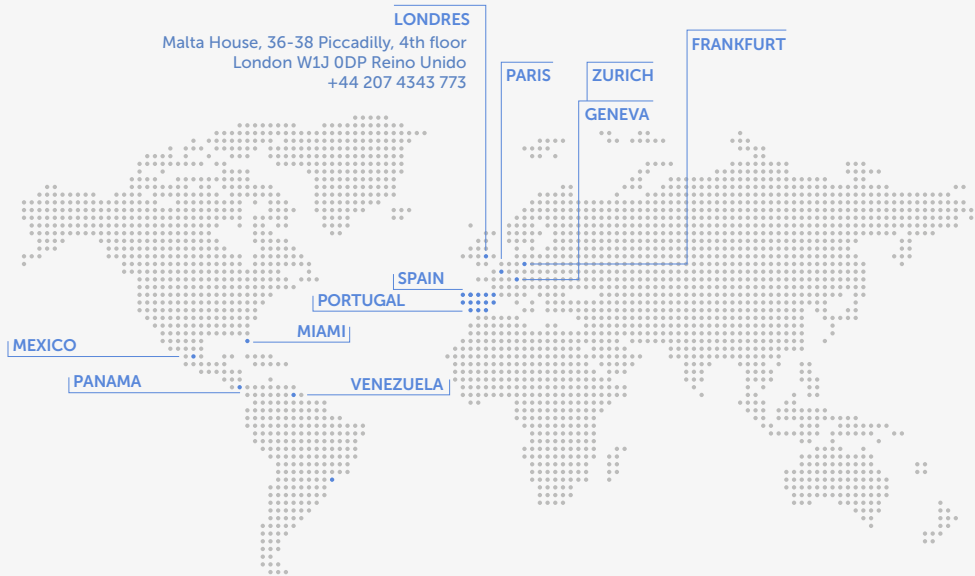 LONDRES
Malta House, 36-38 Piccadilly, 4th floor
London W1J 0DP Reino Unido
+44 207 4343 773
FRANKFURT
PARIS
ZURICH
GENEVA
SPAIN
PORTUGAL
MIAMI
MEXICO
PANAMA
VENEZUELA